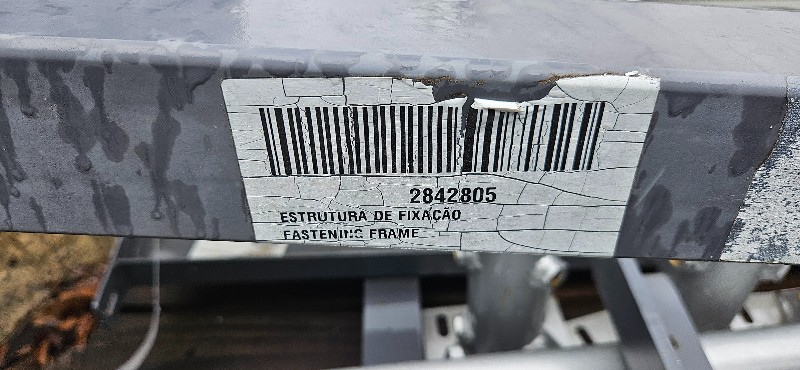 2842805
ESTRUTURA DE FIXAÇÃO
FASTENING FRAME